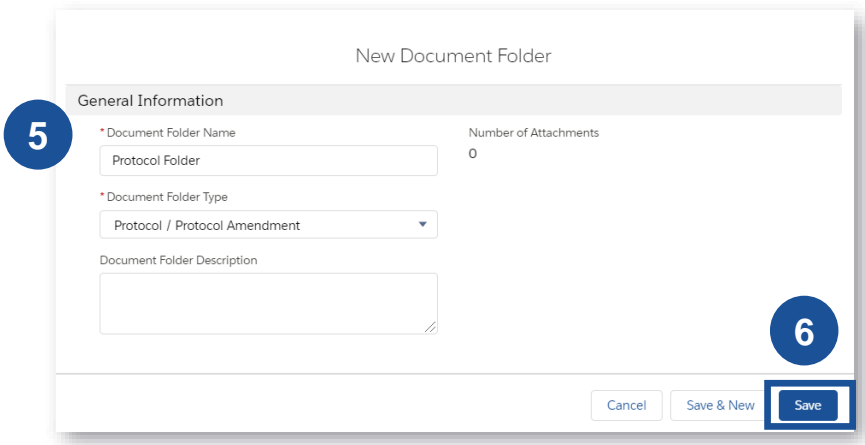 New Document Folder
General Information
5
* Document Folder Name
Number of Attachments
Protocol Folder
0
* Document Folder Type
Protocol / Protocol Amendment
Document Folder Description
6
Cancel
Save & New
Save